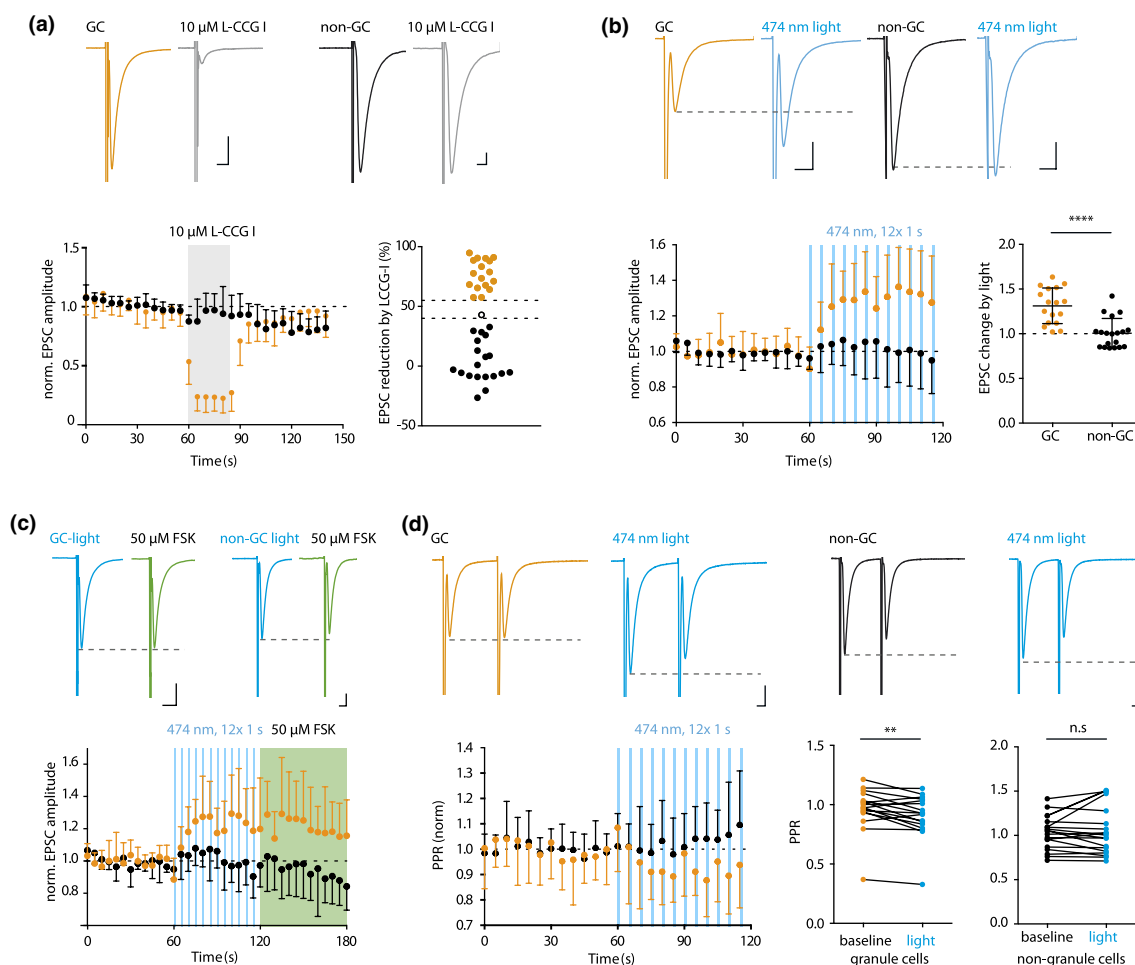 (a)
GC
10 µM L-CCG I
non-GC
10 µM L-CCG I
10 µM L-CCG I
norm. EPSC amplitude
1.5
1.0
0.5
0
0
30
60
90
120
150
Time (s)
EPSC reduction by LCCG-I (%)
100
50
0
−50
(b)
GC
474 nm light
non-GC
474 nm light
474 nm, 12x 1 s
norm. EPSC amplitude
1.6
1.4
1.2
1.0
0.8
0.6
0
30
60
90
120
Time (s)
****
EPSC change by light
2.0
1.5
1.0
0.5
0.0
GC
non-GC
(c)
GC-light
50 µM FSK
non-GC light
50 µM FSK
474 nm, 12x 1 s
50 µM FSK
norm. EPSC amplitude
1.6
1.4
1.2
1.0
0.8
0
60
120
180
Time (s)
(d)
GC
474 nm light
non-GC
474 nm light
474 nm, 12x 1 s
PPR (norm)
1.4
1.3
1.2
1.1
1.0
0.9
0.8
0.7
0
30
60
90
120
Time (s)
**
PPR
1.5
1.0
0.5
0.0
baseline
light
granule cells
n.s
2.0
1.5
1.0
0.5
0.0
baseline
light
non-granule cells